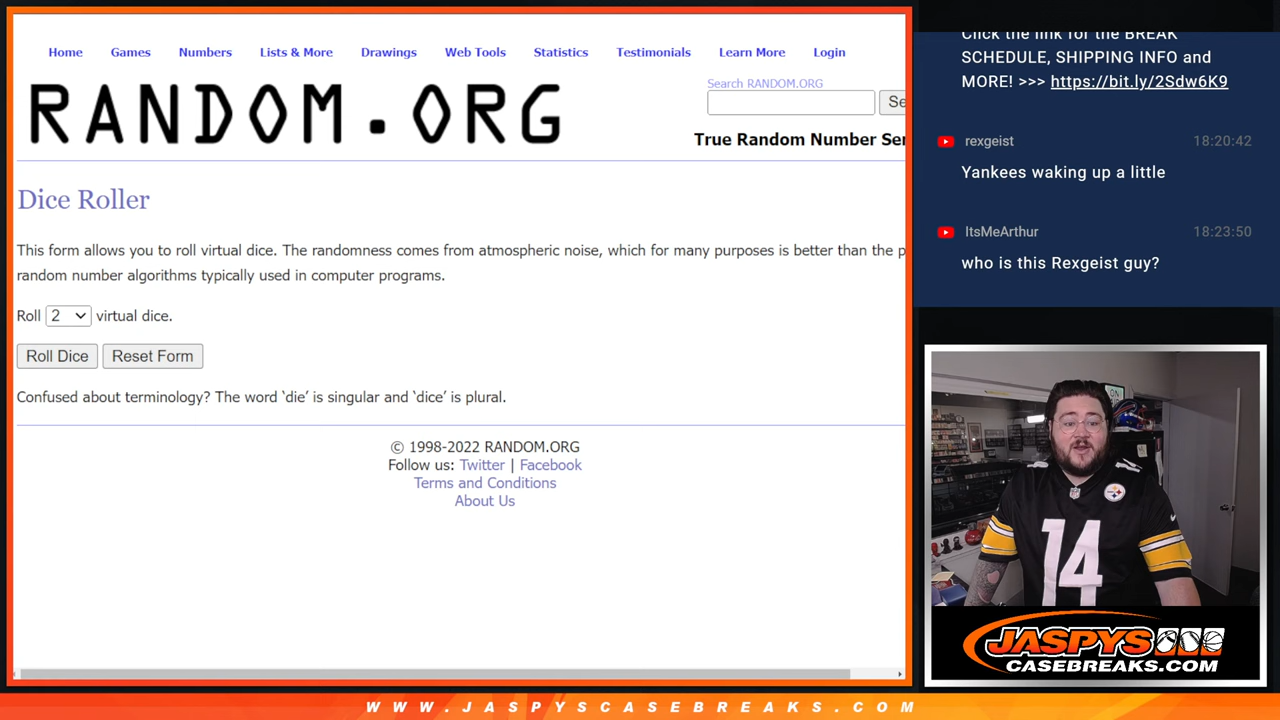 Home Games Numbers Lists & More Drawings Web Tools Statistics Testimonials Learn More Login
RANDOM.ORG
Search RANDOM.ORG
Se
True Random Number Ser
Dice Roller
This form allows you to roll virtual dice. The randomness comes from atmospheric noise, which for many purposes is better than the p
random number algorithms typically used in computer programs.
Roll 2 virtual dice.
Roll Dice Reset Form
Confused about terminology? The word ‘die’ is singular and ‘dice’ is plural.
© 1998-2022 RANDOM.ORG
Follow us: Twitter | Facebook
Terms and Conditions
About Us
Click the link for the BREAK
SCHEDULE, SHIPPING INFO and
MORE! >>> https://bit.ly/2Sdw6K9
rexgeist 18:20:42
Yankees waking up a little
ItsMeArthur 18:23:50
who is this Rexgeist guy?
14
JASPYS
CASEBREAKS.COM
WWW.JASPYSCASEBREAKS.COM